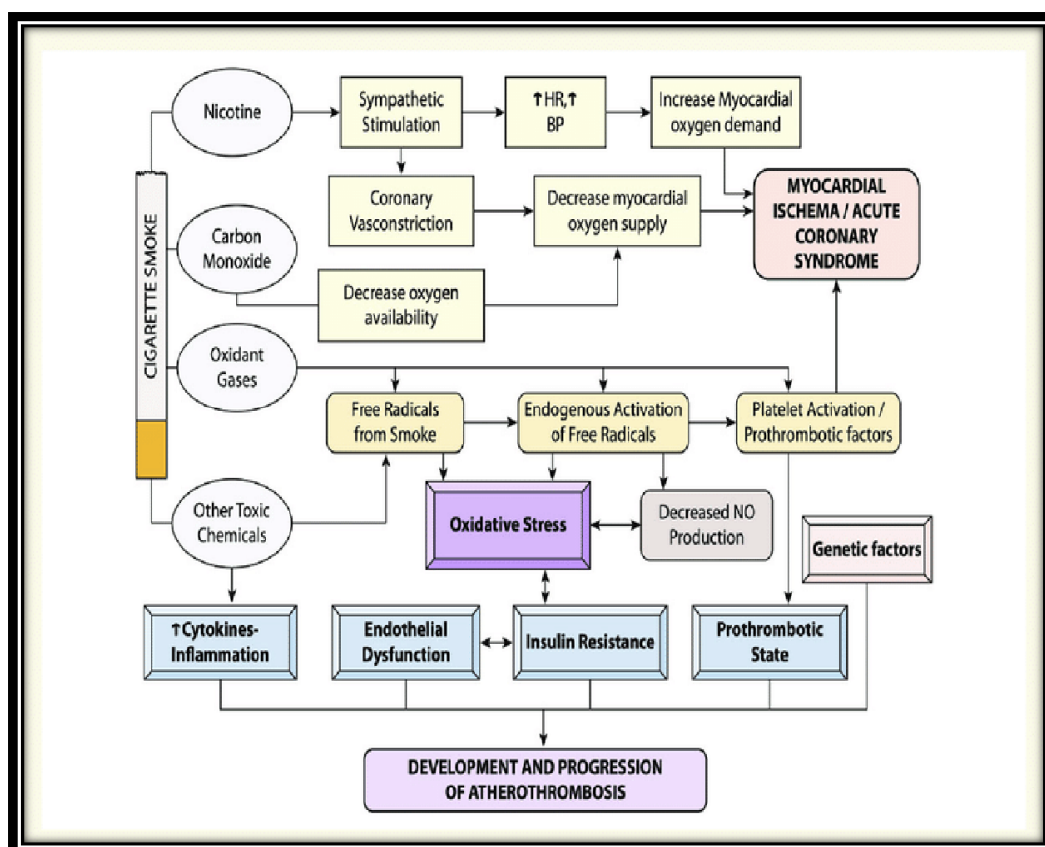 Nicotine
Sympathetic
Stimulation
↑HR,↑
BP
Increase Myocardial
oxygen demand
CIGARETTE SMOKE
Carbon
Monoxide
Coronary
Vasconstriction
Decrease myocardial
oxygen supply
MYOCARDIAL
ISCHEMA / ACUTE
CORONARY
SYNDROME
Decrease oxygen
availability
Oxidant
Gases
Free Radicals
from Smoke
Endogenous Activation
of Free Radicals
Platelet Activation /
Prothrombotic factors
Other Toxic
Chemicals
Oxidative Stress
Decreased NO
Production
Genetic factors
↑Cytokines-
Inflammation
Endothelial
Dysfunction
Insulin Resistance
Prothrombotic
State
DEVELOPMENT AND PROGRESSION
OF ATHEROTHROMBOSIS